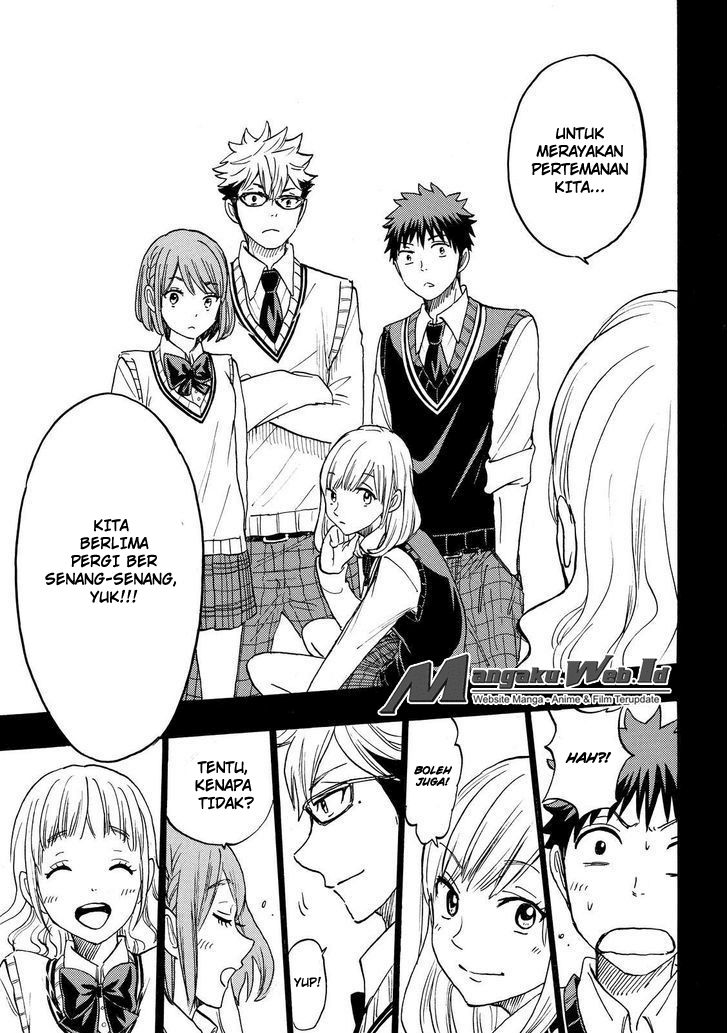 UNTUK
MERAYAKAN
PERTEMANAN
KITA...
KITA
BERLIMA
PERGI BER
SENANG-SENANG,
YUK!!!
Mangaku.Web.Id
Website Manga - Anime & Film Terupdate
HAH?!
BOLEH
JUGA!
YUP!
TENTU,
KENAPA
TIDAK?